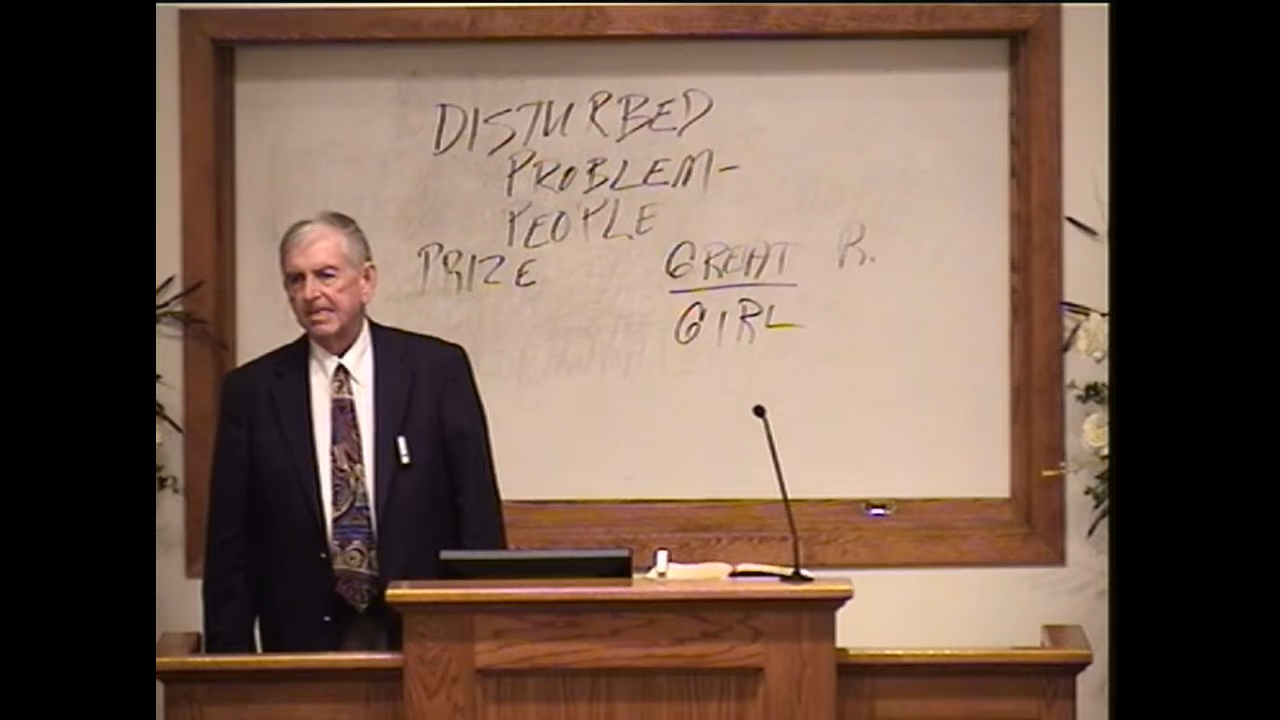 DISTURBED
PROBLEM-
PEOPLE
PRIZE GREAT R.
GIRL